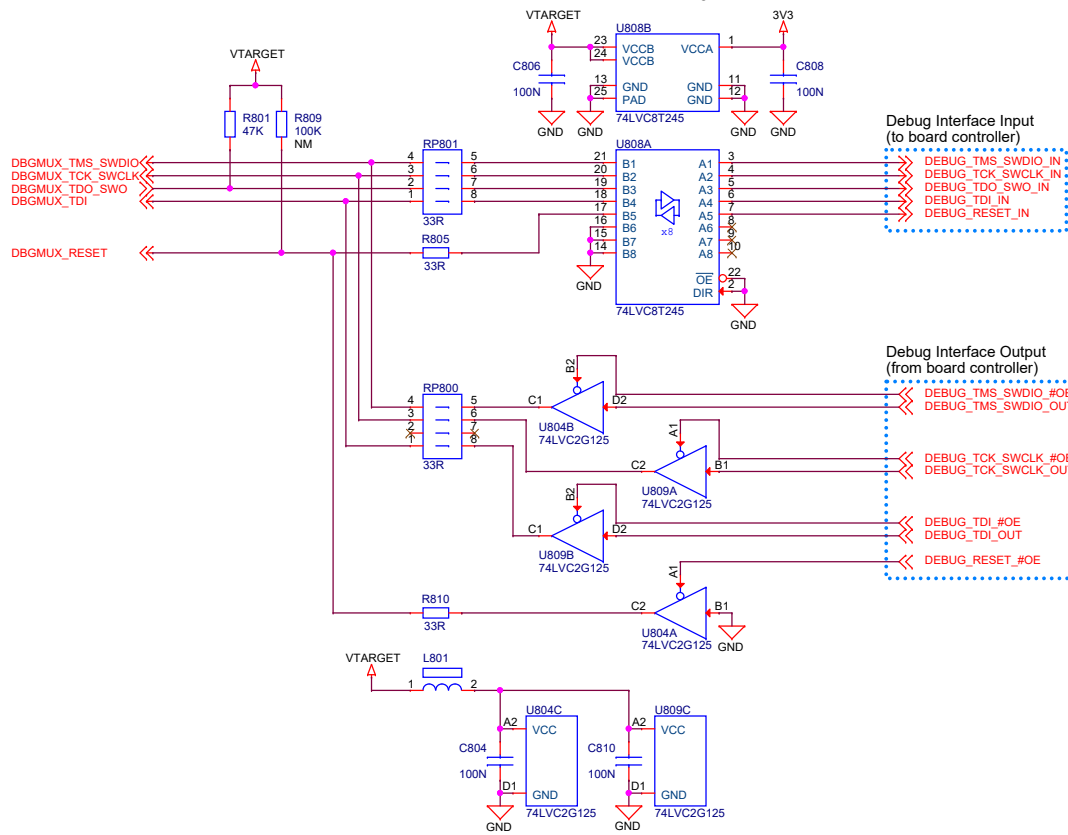 VTARGET
3V3
U808B
23
24
VCCB
VCCB
VCCA
1
C806
100N
13
25
GND
PAD
GND
GND
11
12
C808
100N
GND
GND
74LVC8T245
GND
GND
VTARGET
R801
47K
R809
100K
NM
RP801
33R
4
3
2
1
5
6
7
8
DBGMUX_TMS_SWDIO
DBGMUX_TCK_SWCLK
DBGMUX_TDO_SWO
DBGMUX_TDI
DBGMUX_RESET
R805
33R
U808A
21
20
19
18
17
16
15
14
B1
B2
B3
B4
B5
B6
B7
B8
x8
A1
A2
A3
A4
A5
A6
A7
A8
3
4
5
6
7
8
9
10
OE
22
DIR
2
GND
GND
74LVC8T245
Debug Interface Input
(to board controller)
DEBUG_TMS_SWDIO_IN
DEBUG_TCK_SWCLK_IN
DEBUG_TDO_SWO_IN
DEBUG_TDI_IN
DEBUG_RESET_IN
Debug Interface Output
(from board controller)
DEBUG_TMS_SWDIO_#OE
DEBUG_TMS_SWDIO_OUT
DEBUG_TCK_SWCLK_#OE
DEBUG_TCK_SWCLK_OUT
DEBUG_TDI_#OE
DEBUG_TDI_OUT
DEBUG_RESET_#OE
RP800
4
3
2
1
5
6
7
8
33R
B2
C1
D2
U804B
74LVC2G125
A1
C2
B1
U809A
74LVC2G125
B2
C1
D2
U809B
74LVC2G125
A1
C2
B1
U804A
74LVC2G125
GND
R810
33R
VTARGET
L801
1
2
U804C
A2
VCC
C804
100N
D1
GND
74LVC2G125
GND
U809C
A2
VCC
C810
100N
D1
GND
74LVC2G125
GND